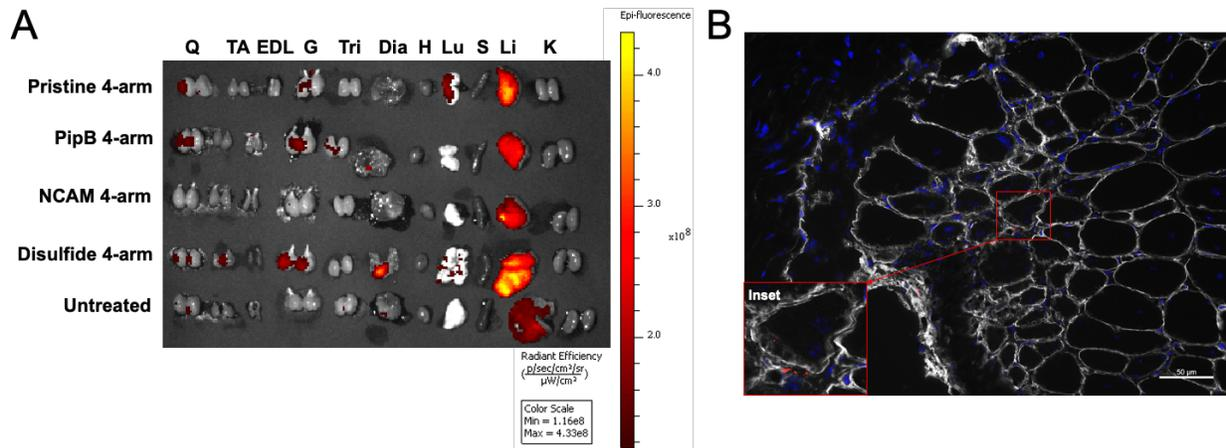 A
Q TA EDL G Tri Dia H Lu S Li K
Pristine 4-arm
PipB 4-arm
NCAM 4-arm
Disulfide 4-arm
Untreated
Epi-fluorescence
4.0
3.0
x10⁸
2.0
Radiant Efficiency
(p/sec/cm²/sr
µW/cm²)
Color Scale
Min = 1.16e8
Max = 4.33e8
B
Inset
50 µm